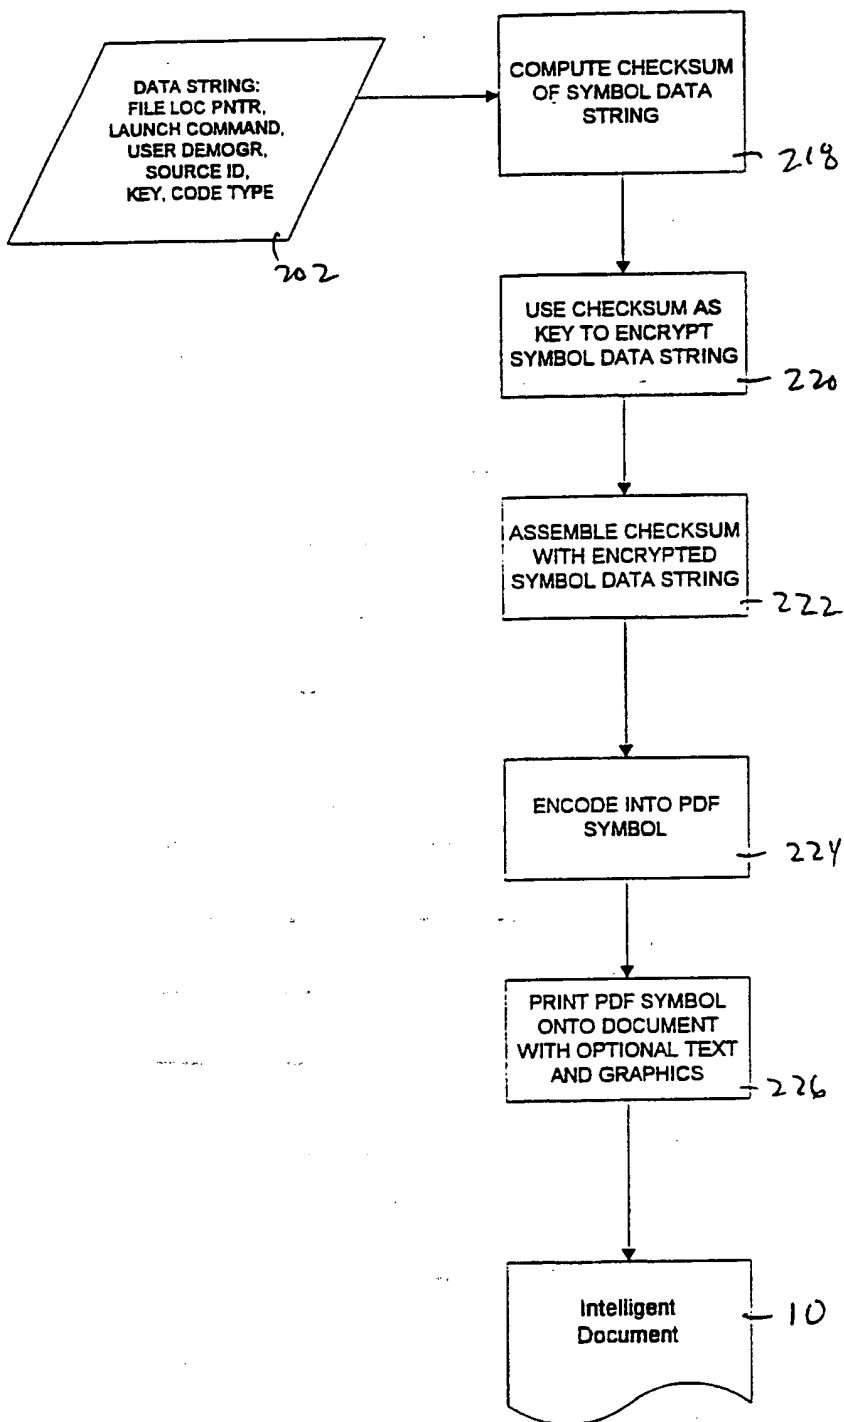 DATA STRING:
FILE LOC PNTR,
LAUNCH COMMAND,
USER DEMOGR,
SOURCE ID,
KEY, CODE TYPE
202
COMPUTE CHECKSUM
OF SYMBOL DATA
STRING
218
USE CHECKSUM AS
KEY TO ENCRYPT
SYMBOL DATA STRING
220
ASSEMBLE CHECKSUM
WITH ENCRYPTED
SYMBOL DATA STRING
222
ENCODE INTO PDF
SYMBOL
224
PRINT PDF SYMBOL
ONTO DOCUMENT
WITH OPTIONAL TEXT
AND GRAPHICS
226
Intelligent
Document
10